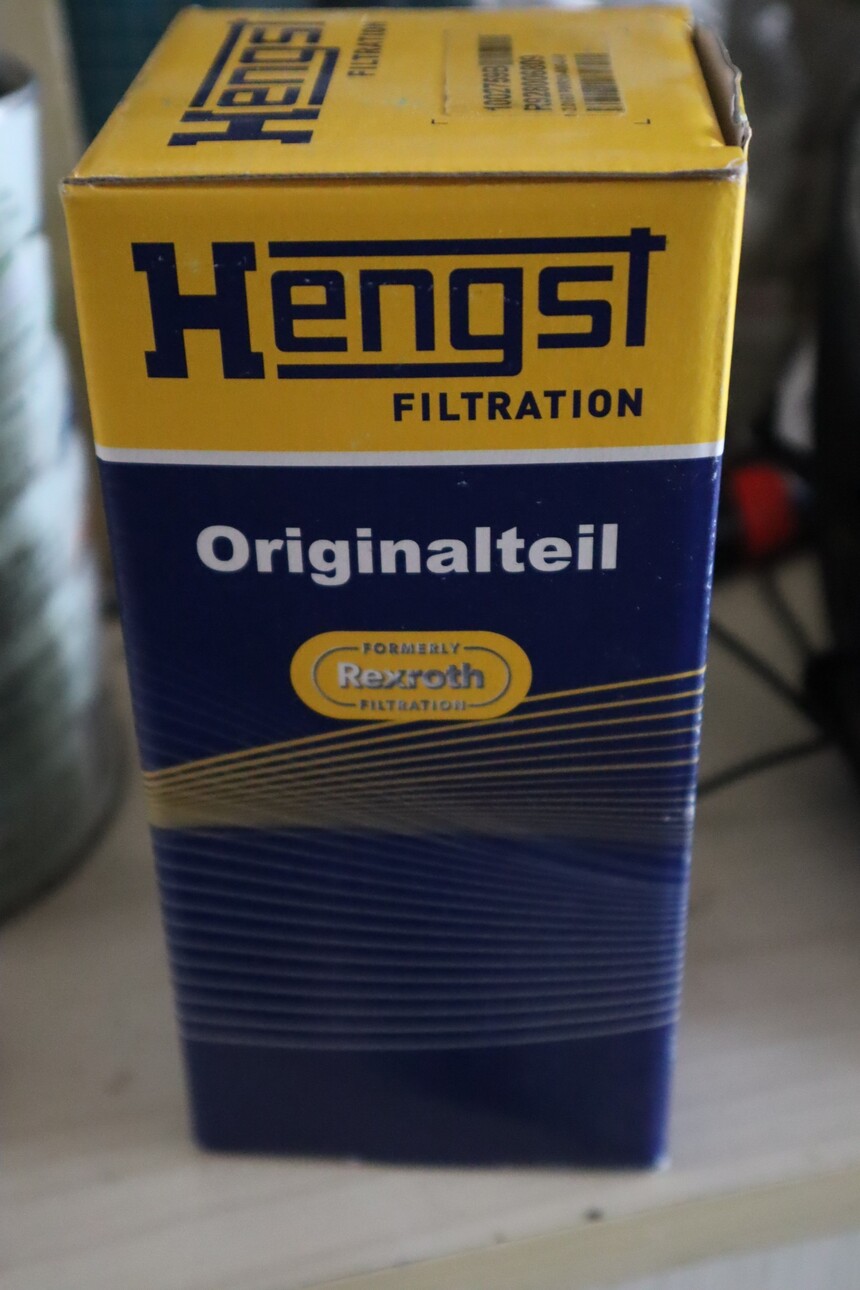 Hengst
FILTRATION
Hengst
FILTRATION
Originalteil
FORMERLY
Rexroth
FILTRATION